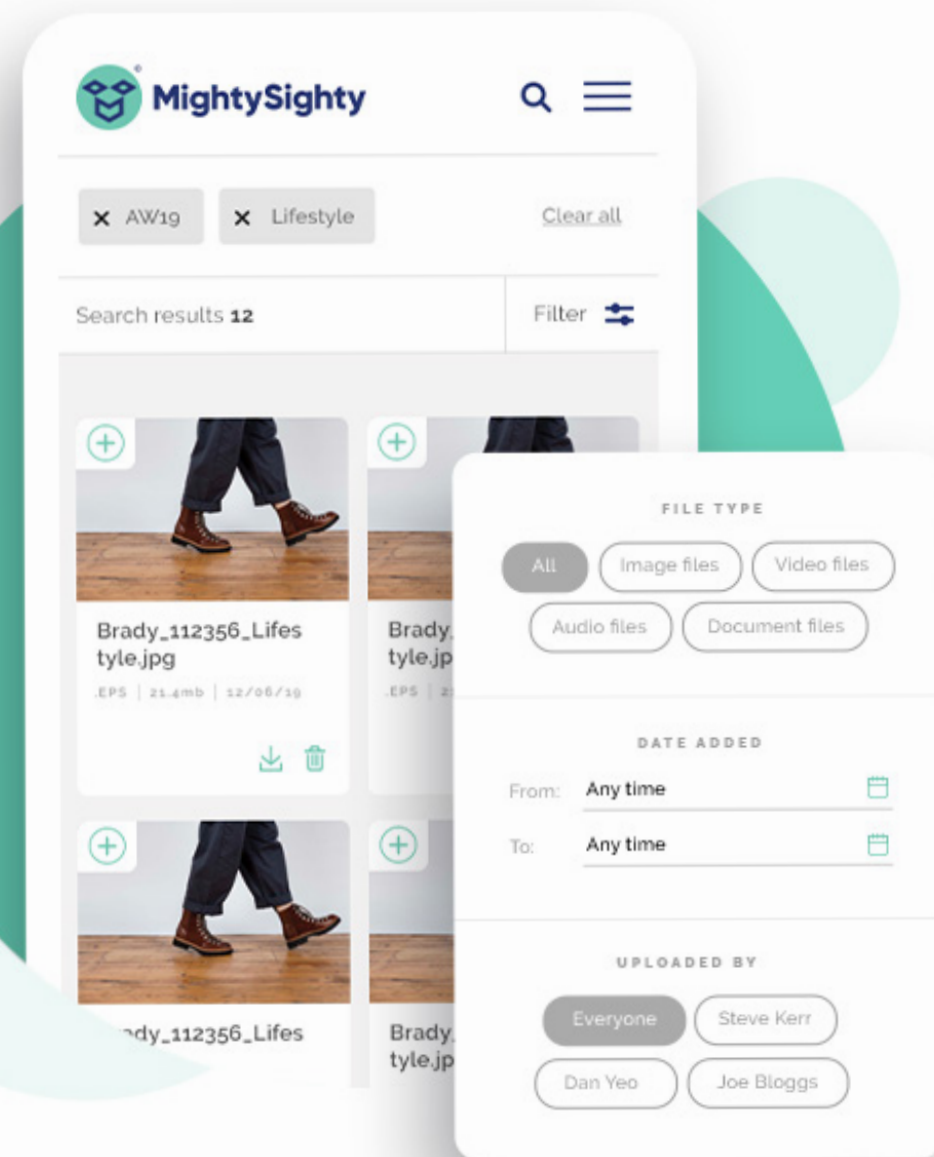 MightySighty
AW19
Lifestyle
Clear all
Search results 12
Filter
Brady_112356_Lifes
tyle.jpg
.EPS | 21.4mb | 12/06/19
Brady_
tyle.jp
.EPS | 2
ady_112356_Lifes
Brady_
tyle.jp
FILE TYPE
All
Image files
Video files
Audio files
Document files
DATE ADDED
From: Any time
To: Any time
UPLOADED BY
Everyone
Steve Kerr
Dan Yeo
Joe Bloggs